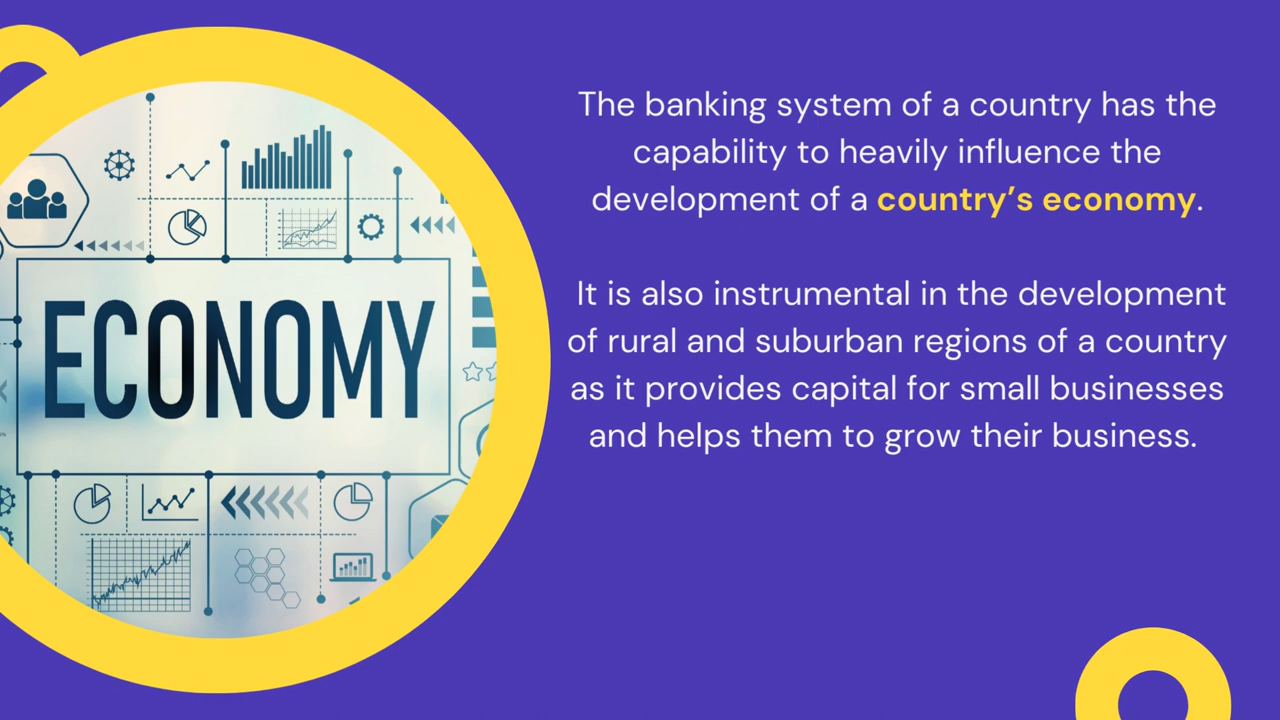 ECONOMY
The banking system of a country has the
capability to heavily influence the
development of a country’s economy.
It is also instrumental in the development
of rural and suburban regions of a country
as it provides capital for small businesses
and helps them to grow their business.